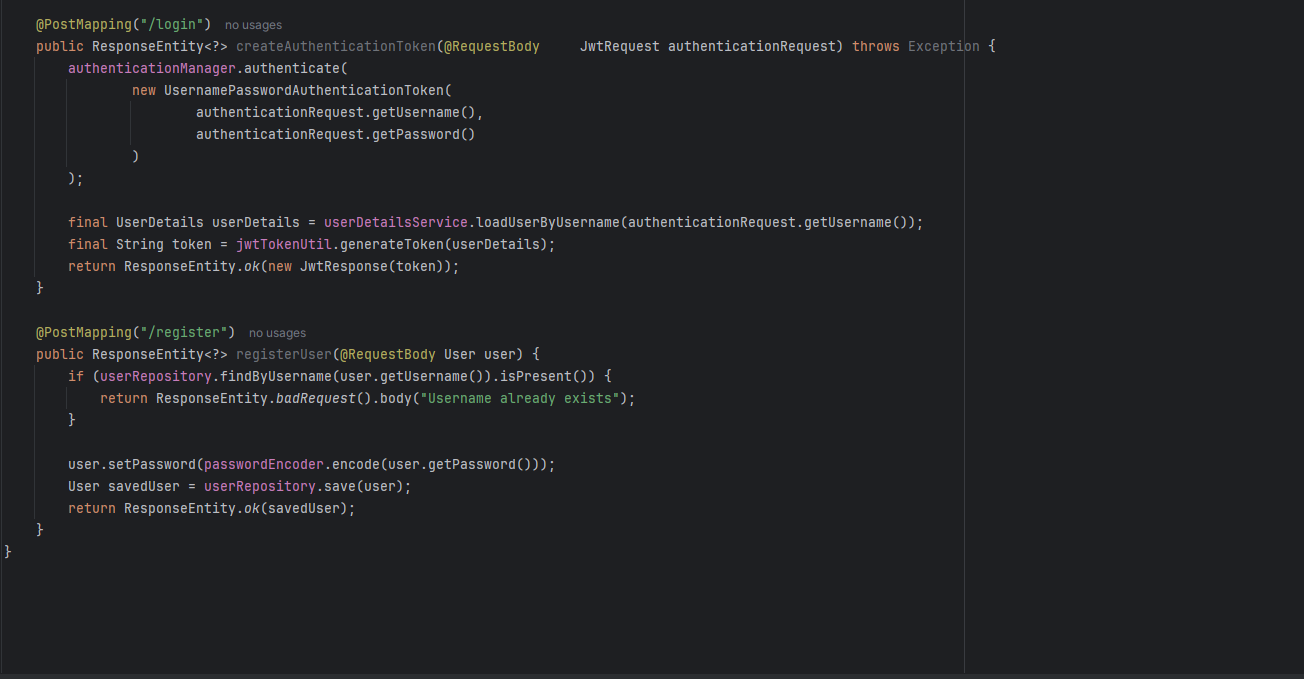 @PostMapping("/login") no usages
public ResponseEntity<?> createAuthenticationToken(@RequestBody     JwtRequest authenticationRequest) throws Exception {
authenticationManager.authenticate(
new UsernamePasswordAuthenticationToken(
authenticationRequest.getUsername(),
authenticationRequest.getPassword()
)
);
final UserDetails userDetails = userDetailsService.loadUserByUsername(authenticationRequest.getUsername());
final String token = jwtTokenUtil.generateToken(userDetails);
return ResponseEntity.ok(new JwtResponse(token));
}
@PostMapping("/register") no usages
public ResponseEntity<?> registerUser(@RequestBody User user) {
if (userRepository.findByUsername(user.getUsername()).isPresent()) {
return ResponseEntity.badRequest().body("Username already exists");
}
user.setPassword(passwordEncoder.encode(user.getPassword()));
User savedUser = userRepository.save(user);
return ResponseEntity.ok(savedUser);
}
}